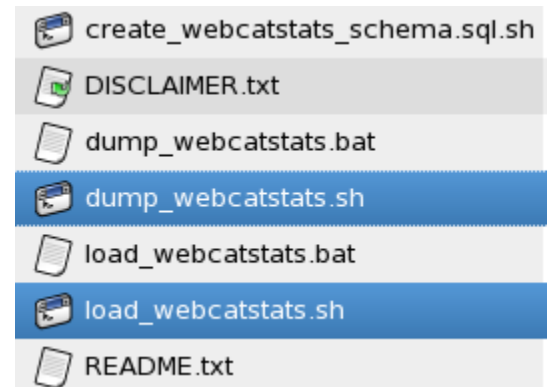 create_webcatstats_schema.sql.sh
DISCLAIMER.txt
dump_webcatstats.bat
dump_webcatstats.sh
load_webcatstats.bat
load_webcatstats.sh
README.txt